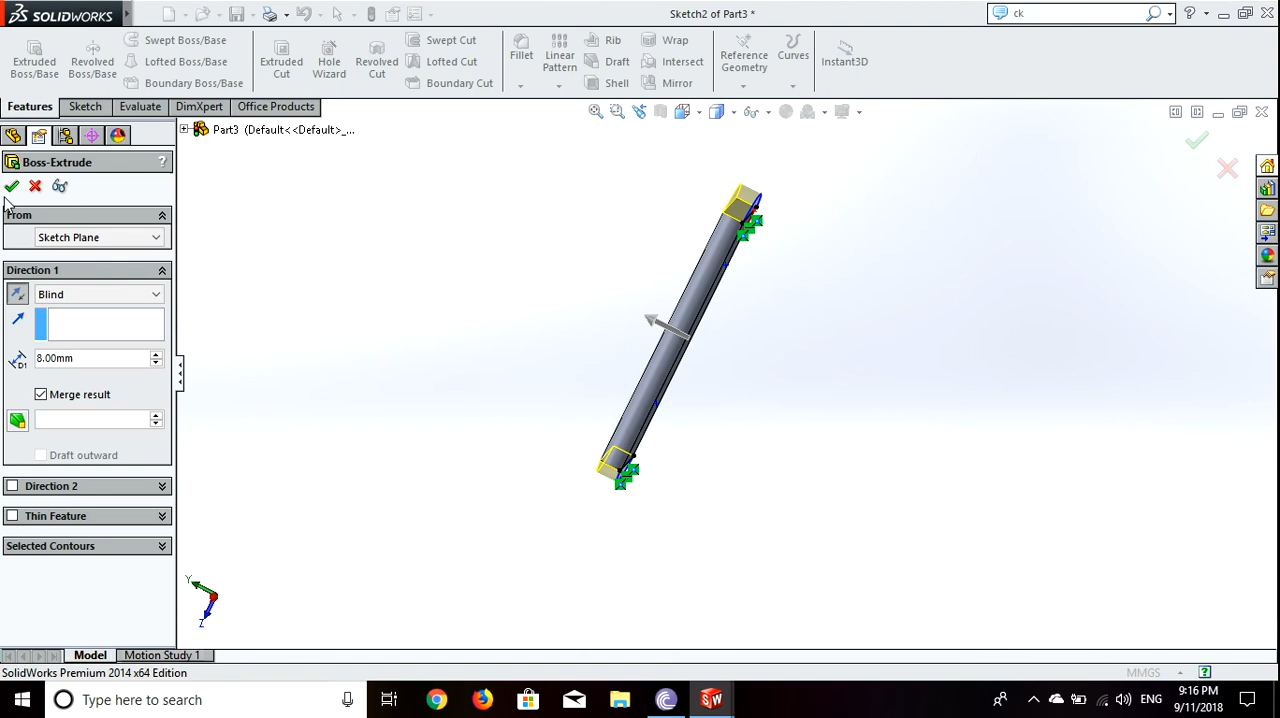 SOLIDWORKS
Sketch2 of Part3 *
ck
Extruded Boss/Base
Revolved Boss/Base
Swept Boss/Base
Lofted Boss/Base
Boundary Boss/Base
Extruded Cut
Hole Wizard
Revolved Cut
Swept Cut
Lofted Cut
Boundary Cut
Fillet
Linear Pattern
Rib
Draft
Shell
Wrap
Intersect
Mirror
Reference Geometry
Curves
Instant3D
Features
Sketch
Evaluate
DimXpert
Office Products
Part3 (Default<<Default>_...
Boss-Extrude
?
From
Sketch Plane
Direction 1
Blind
D1
8.00mm
Merge result
Draft outward
Direction 2
Thin Feature
Selected Contours
Y
Z
Model
Motion Study 1
SolidWorks Premium 2014 x64 Edition
MMGS
?
Type here to search
SW
ENG
9:16 PM
9/11/2018